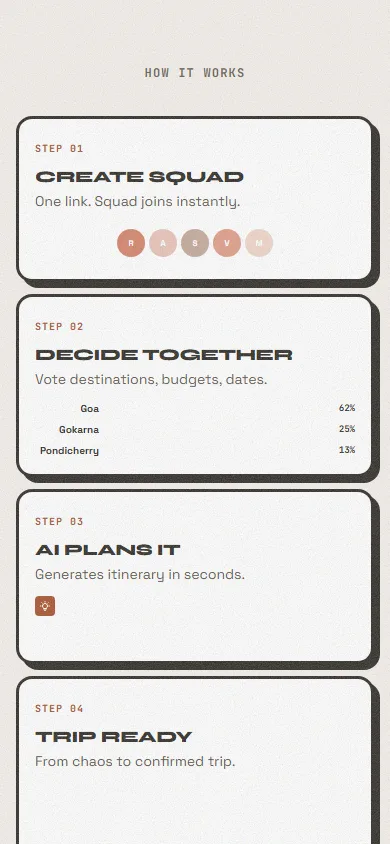 HOW IT WORKS
STEP 01
CREATE SQUAD
One link. Squad joins instantly.
R A S V M
STEP 02
DECIDE TOGETHER
Vote destinations, budgets, dates.
Goa 62%
Gokarna 25%
Pondicherry 13%
STEP 03
AI PLANS IT
Generates itinerary in seconds.
STEP 04
TRIP READY
From chaos to confirmed trip.